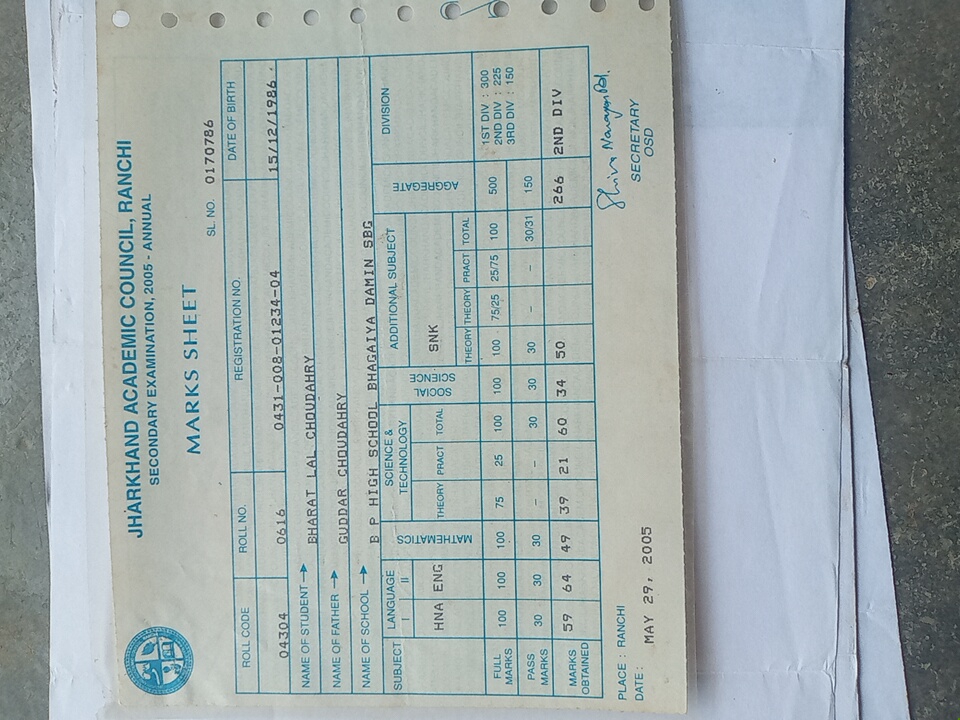 JHARKHAND ACADEMIC COUNCIL, RANCHI
SECONDARY EXAMINATION, 2005 - ANNUAL
MARKS SHEET
SL. NO. 0170786
ROLL CODE ROLL NO. REGISTRATION NO. DATE OF BIRTH
04304 0616 0431-008-01234-04 15/12/1986.
NAME OF STUDENT → BHARAT LAL CHOUDAHRY
NAME OF FATHER → GUDDAR CHOUDAHRY
NAME OF SCHOOL → B P HIGH SCHOOL BHAGAIYA DAMIN SBG
SUBJECT LANGUAGE MATHEMATICS SCIENCE & TECHNOLOGY SOCIAL SCIENCE ADDITIONAL SUBJECT AGGREGATE DIVISION
I II
HNA ENG SNK
THEORY PRACT TOTAL THEORY THEORY PRACT TOTAL
FULL MARKS 100 100 100 75 25 100 100 100 75/25 25/75 100 500 1ST DIV : 300
2ND DIV : 225
PASS MARKS 30 30 30 - - 30 30 30 - - 30/31 150 3RD DIV : 150
MARKS OBTAINED 59 64 49 39 21 60 34 50 266 2ND DIV
PLACE : RANCHI
DATE: MAY 29, 2005
SECRETARY
OSD